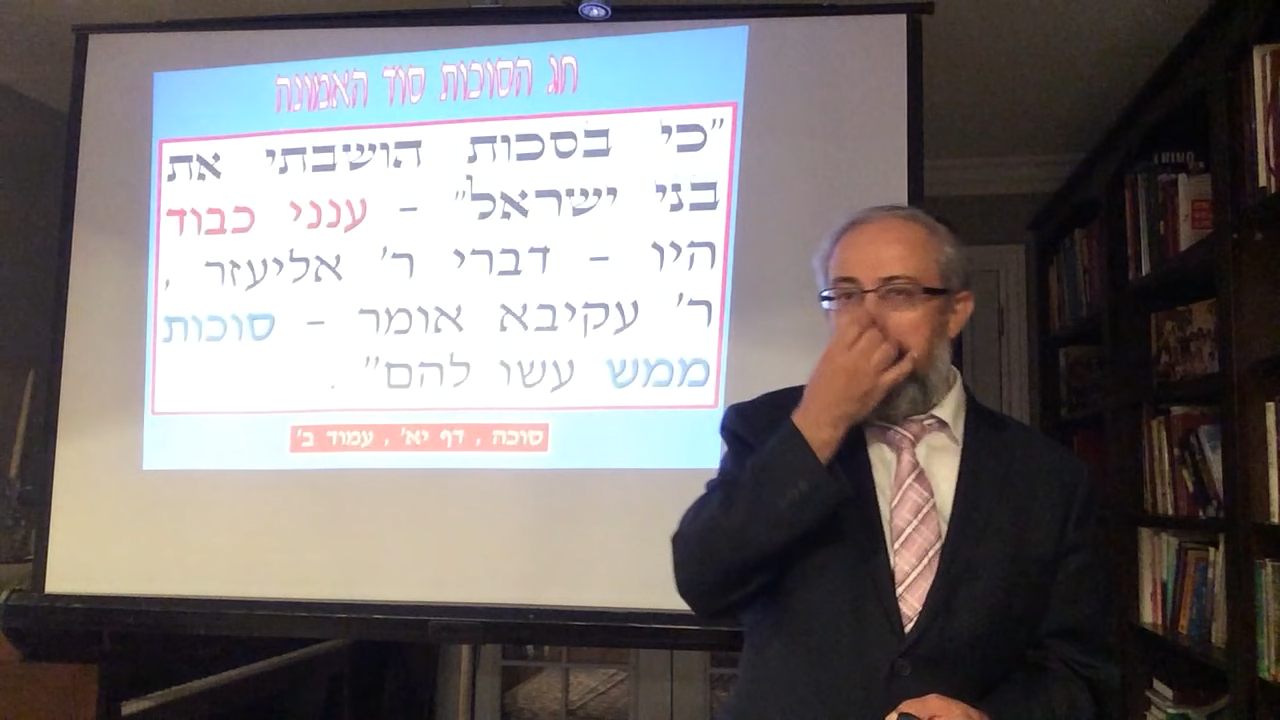 חג הסוכות סוד האמונה
"כי בסכות הושבתי את
בני ישראל" – ענני כבוד
היו – דברי ר' אליעזר ,
ר' עקיבא אומר – סוכות
ממש עשו להם" .
סוכה , דף יא' , עמוד ב'